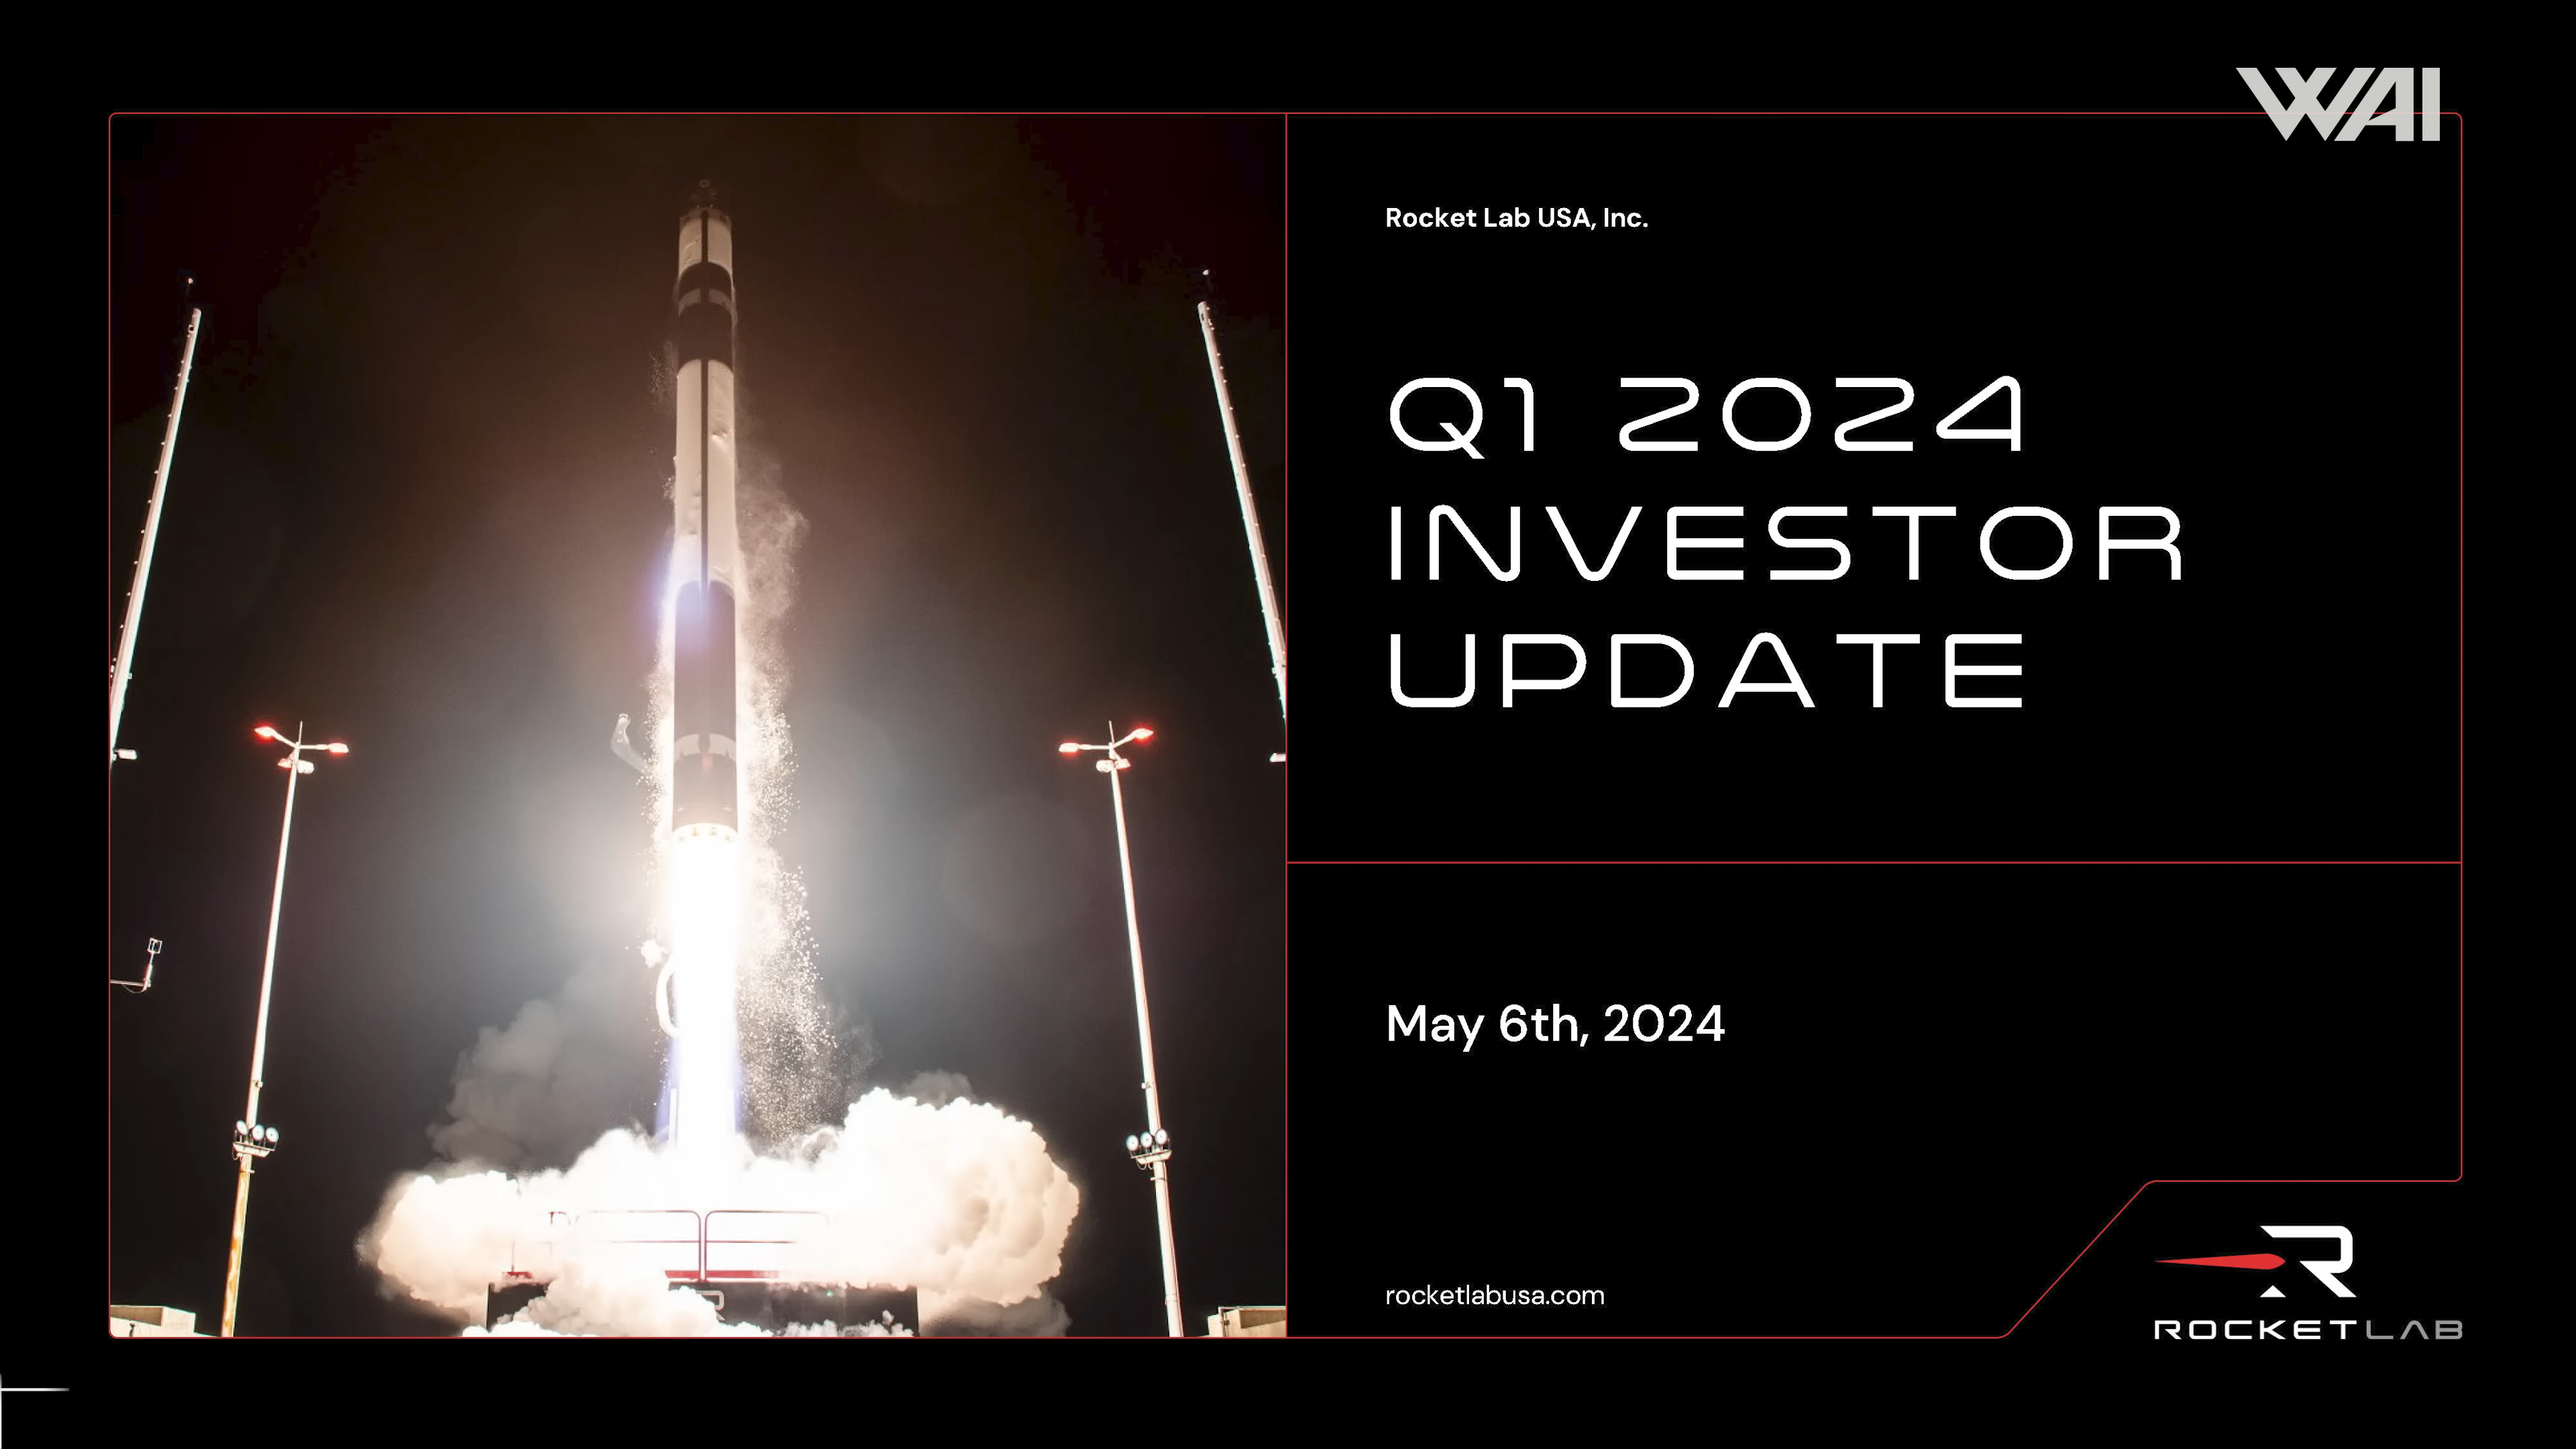 WAI
Rocket Lab USA, Inc.
Q1 2024
INVESTOR
UPDATE
May 6th, 2024
rocketlabusa.com
ROCKETLAB